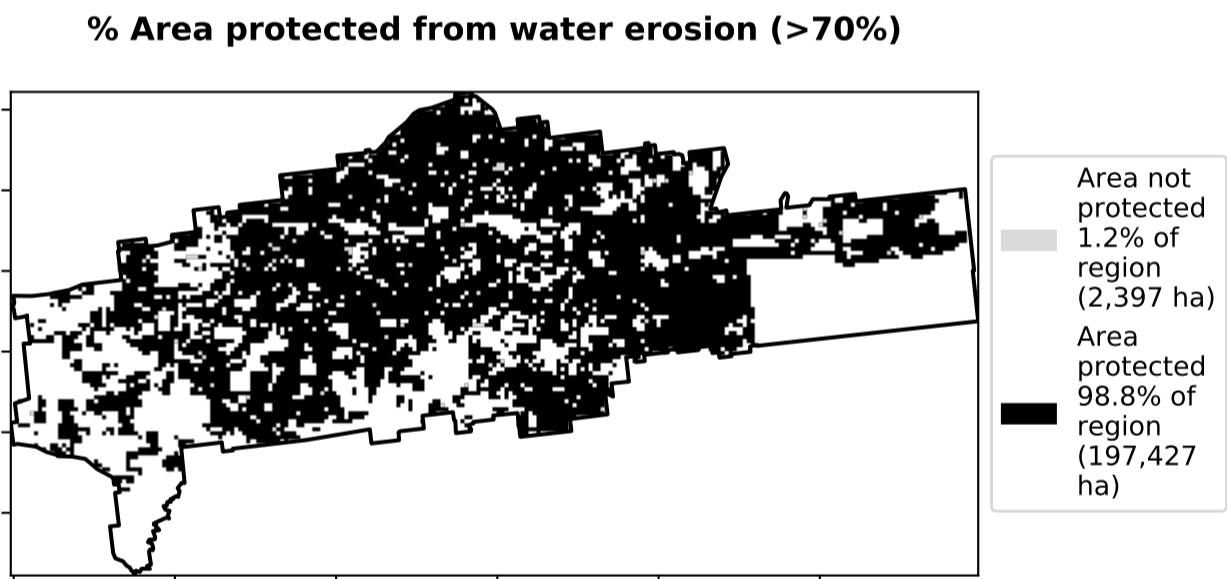 % Area protected from water erosion (>70%)
Area not
protected
1.2% of
region
(2,397 ha)
Area
protected
98.8% of
region
(197,427
ha)